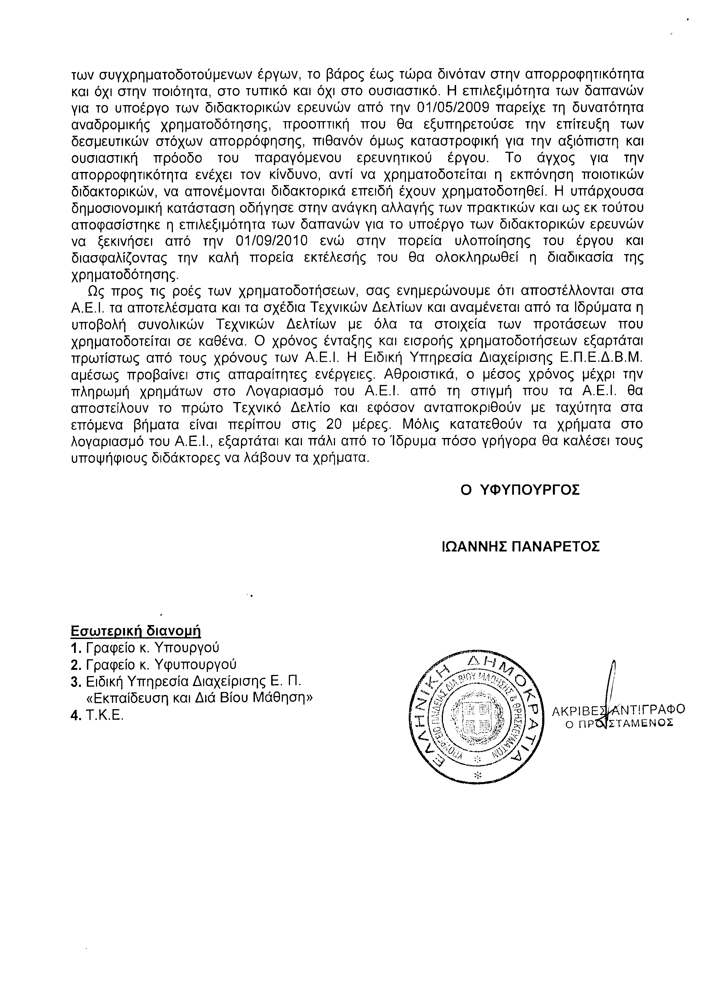 των συγχρηματοδοτούμενων έργων, το βάρος έως τώρα δινόταν στην απορροφητικότητα
και όχι στην ποιότητα, στο τυπικό και όχι στο ουσιαστικό. Η επιλεξιμότητα των δαπανών
για το υποέργο των διδακτορικών ερευνών από την 01/05/2009 παρείχε τη δυνατότητα
αναδρομικής χρηματοδότησης, προοπτική που θα εξυπηρετούσε την επίτευξη των
δεσμευτικών στόχων απορρόφησης, πιθανόν όμως καταστροφική για την αξιόπιστη και
ουσιαστική πρόοδο του παραγόμενου ερευνητικού έργου. Το άγχος για την
απορροφητικότητα ενέχει τον κίνδυνο, αντί να χρηματοδοτείται η εκπόνηση ποιοτικών
διδακτορικών, να απονέμονται διδακτορικά επειδή έχουν χρηματοδοτηθεί. Η υπάρχουσα
δημοσιονομική κατάσταση οδήγησε στην ανάγκη αλλαγής των πρακτικών και ως εκ τούτου
αποφασίστηκε η επιλεξιμότητα των δαπανών για το υποέργο των διδακτορικών ερευνών
να ξεκινήσει από την 01/09/2010 ενώ στην πορεία υλοποίησης του έργου και
διασφαλίζοντας την καλή πορεία εκτέλεσής του θα ολοκληρωθεί η διαδικασία της
χρηματοδότησης.
Ως προς τις ροές των χρηματοδοτήσεων, σας ενημερώνουμε ότι αποστέλλονται στα
Α.Ε.Ι. τα αποτελέσματα και τα σχέδια Τεχνικών Δελτίων και αναμένεται από τα Ιδρύματα η
υποβολή συνολικών Τεχνικών Δελτίων με όλα τα στοιχεία των προτάσεων που
χρηματοδοτείται σε καθένα. Ο χρόνος ένταξης και εισροής χρηματοδοτήσεων εξαρτάται
πρωτίστως από τους χρόνους των Α.Ε.Ι. Η Ειδική Υπηρεσία Διαχείρισης Ε.Π.Ε.Δ.Β.Μ.
αμέσως προβαίνει στις απαραίτητες ενέργειες. Αθροιστικά, ο μέσος χρόνος μέχρι την
πληρωμή χρημάτων στο Λογαριασμό του Α.Ε.Ι. από τη στιγμή που τα Α.Ε.Ι. θα
αποστείλουν το πρώτο Τεχνικό Δελτίο και εφόσον ανταποκριθούν με ταχύτητα στα
επόμενα βήματα είναι περίπου στις 20 μέρες. Μόλις κατατεθούν τα χρήματα στο
λογαριασμό του Α.Ε.Ι., εξαρτάται και πάλι από το Ίδρυμα πόσο γρήγορα θα καλέσει τους
υποψήφιους διδάκτορες να λάβουν τα χρήματα.
Ο ΥΦΥΠΟΥΡΓΟΣ
ΙΩΑΝΝΗΣ ΠΑΝΑΡΕΤΟΣ
Εσωτερική διανομή
1. Γραφείο κ. Υπουργού
2. Γραφείο κ. Υφυπουργού
3. Ειδική Υπηρεσία Διαχείρισης Ε. Π.
«Εκπαίδευση και Διά Βίου Μάθηση»
4. Τ.Κ.Ε.
ΕΛΛΗΝΙΚΗ ΔΗΜΟΚΡΑΤΙΑ
ΥΠΟΥΡΓΕΙΟ ΠΑΙΔΕΙΑΣ ΔΙΑ ΒΙΟΥ ΜΑΘΗΣΗΣ & ΘΡΗΣΚΕΥΜΑΤΩΝ
ΑΚΡΙΒΕΣ ΑΝΤΙΓΡΑΦΟ
Ο ΠΡΟΪΣΤΑΜΕΝΟΣ